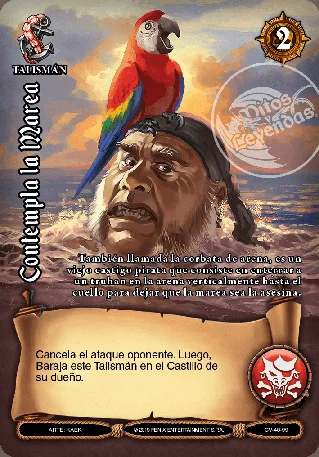 TALISMÁN
2
Mitos y
Leyendas
Contempla la Marea
También llamada la corbata de arena, es un
viejo castigo pirata que consiste en enterrar a
un truhan en la arena verticalmente hasta el
cuello para dejar que la marea sea la asesina.
Cancela el ataque oponente. Luego,
Baraja este Talismán en el Castillo de
su dueño.